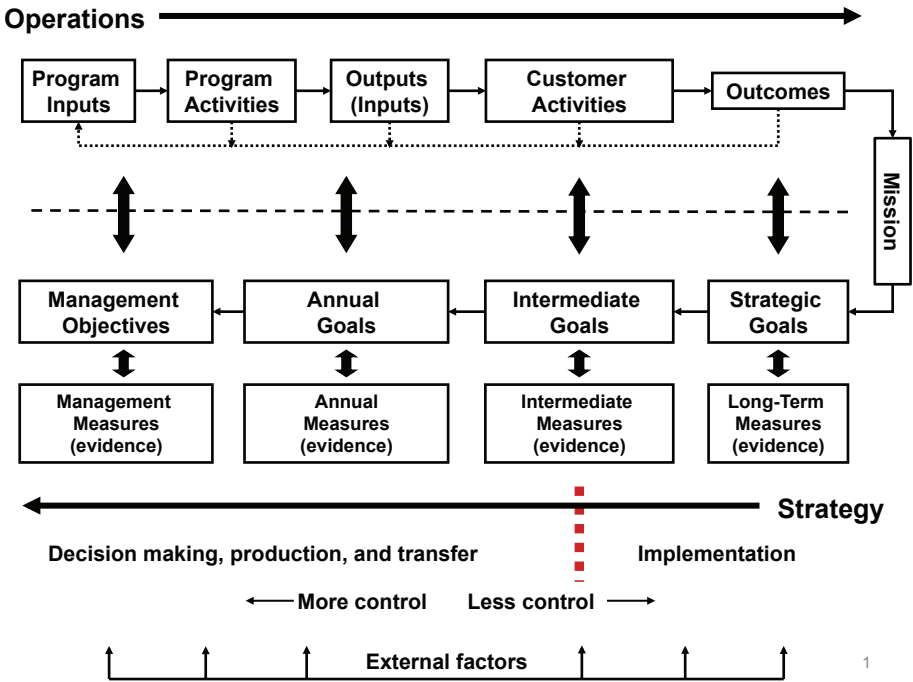 Operations
Program
Inputs
Program
Activities
Outputs
(Inputs)
Customer
Activities
Outcomes
Mission
Management
Objectives
Annual
Goals
Intermediate
Goals
Strategic
Goals
Management
Measures
(evidence)
Annual
Measures
(evidence)
Intermediate
Measures
(evidence)
Long-Term
Measures
(evidence)
Strategy
Decision making, production, and transfer
Implementation
More control
Less control
External factors
1